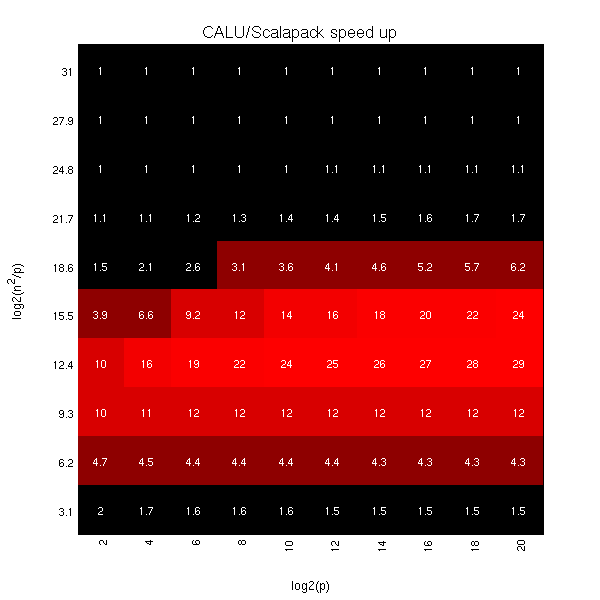 CALU/Scalapack speed up
31 1 1 1 1 1 1 1 1 1 1
27.9 1 1 1 1 1 1 1 1 1 1
24.8 1 1 1 1 1 1.1 1.1 1.1 1.1 1.1
21.7 1.1 1.1 1.2 1.3 1.4 1.4 1.5 1.6 1.7 1.7
18.6 1.5 2.1 2.6 3.1 3.6 4.1 4.6 5.2 5.7 6.2
log2(n²/p)
15.5 3.9 6.6 9.2 12 14 16 18 20 22 24
12.4 10 16 19 22 24 25 26 27 28 29
9.3 10 11 12 12 12 12 12 12 12 12
6.2 4.7 4.5 4.4 4.4 4.4 4.4 4.3 4.3 4.3 4.3
3.1 2 1.7 1.6 1.6 1.6 1.5 1.5 1.5 1.5 1.5
2 4 6 8 10 12 14 16 18 20
log2(p)